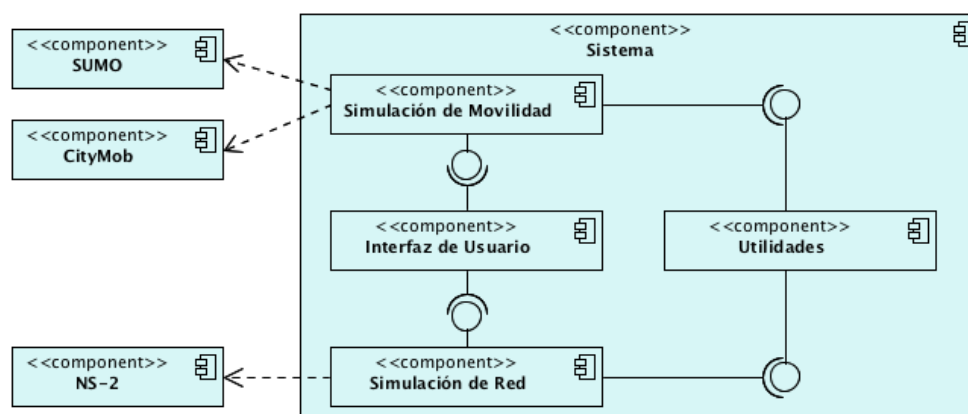 <<component>>
Sistema
<<component>>
SUMO
<<component>>
Simulación de Movilidad
<<component>>
CityMob
<<component>>
Interfaz de Usuario
<<component>>
Utilidades
<<component>>
NS-2
<<component>>
Simulación de Red